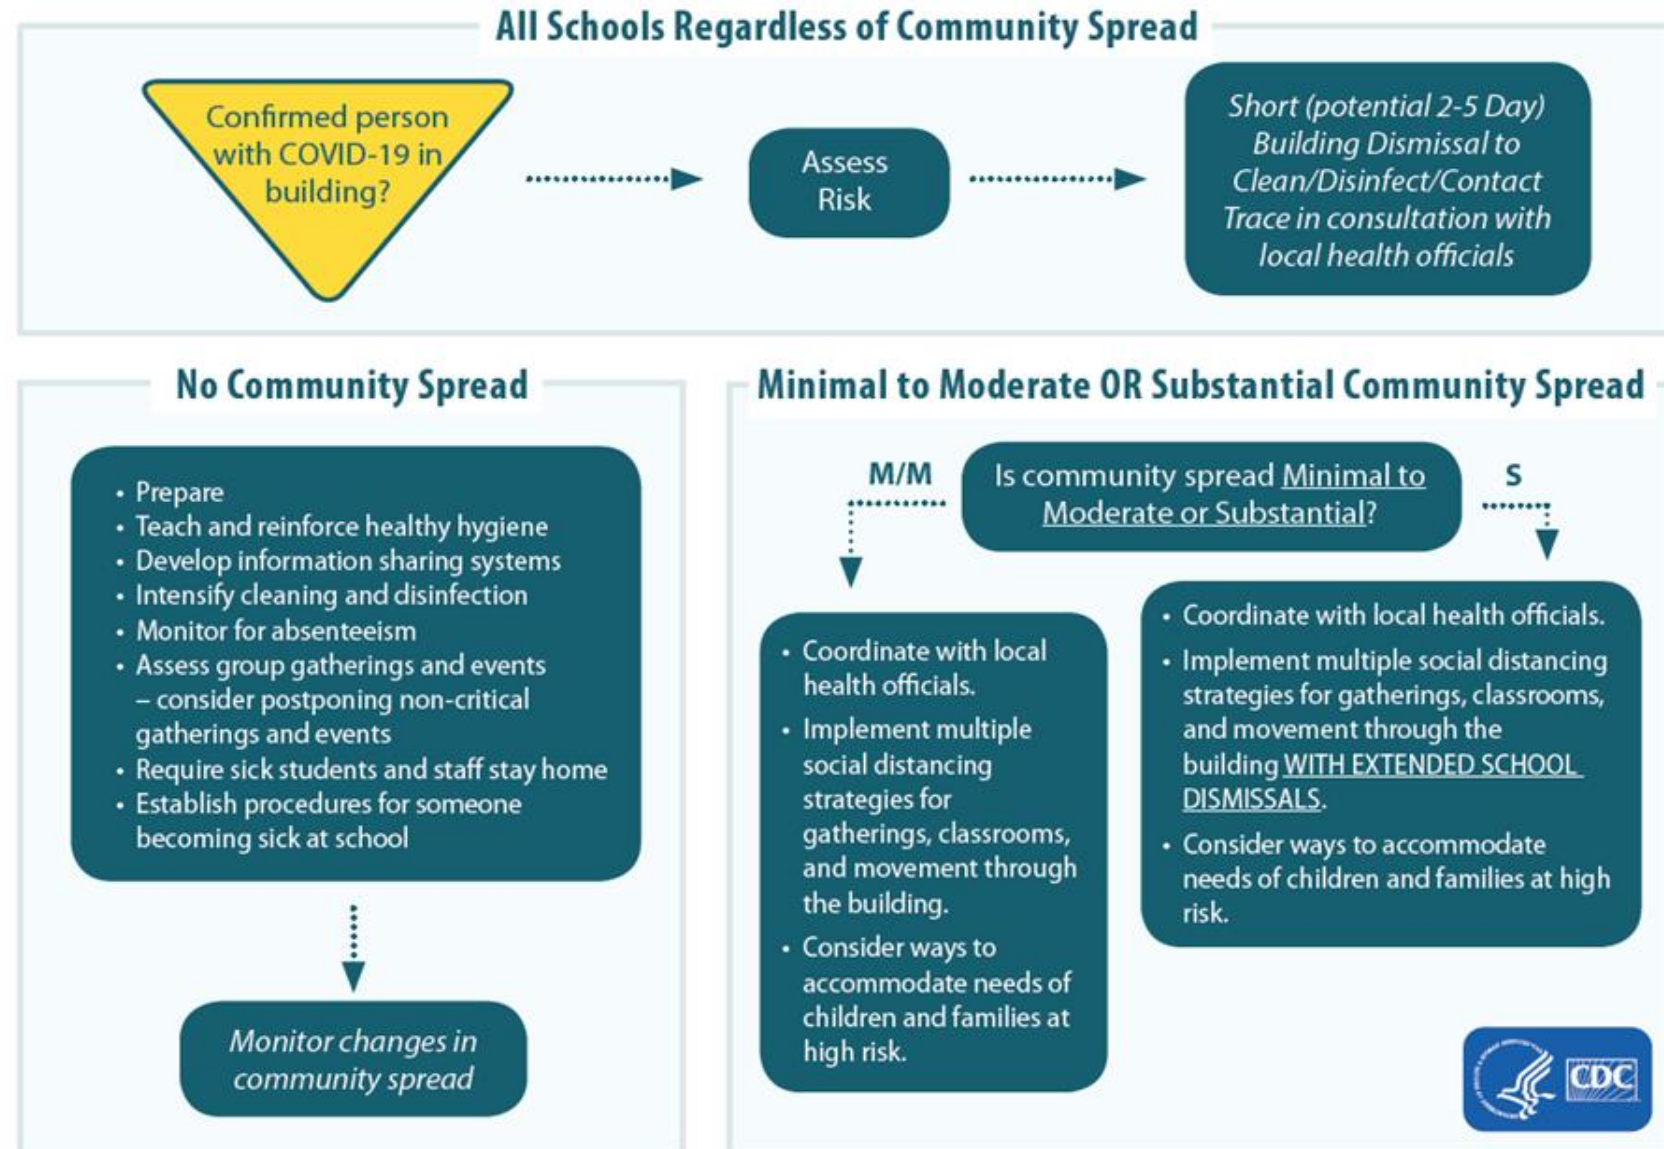 All Schools Regardless of Community Spread
Confirmed person
with COVID-19 in
building?
Assess
Risk
Short (potential 2-5 Day)
Building Dismissal to
Clean/Disinfect/Contact
Trace in consultation with
local health officials
No Community Spread
• Prepare
• Teach and reinforce healthy hygiene
• Develop information sharing systems
• Intensify cleaning and disinfection
• Monitor for absenteeism
• Assess group gatherings and events
– consider postponing non-critical
gatherings and events
• Require sick students and staff stay home
• Establish procedures for someone
becoming sick at school
Monitor changes in
community spread
Minimal to Moderate OR Substantial Community Spread
Is community spread Minimal to
Moderate or Substantial?
M/M
• Coordinate with local
health officials.
• Implement multiple
social distancing
strategies for
gatherings, classrooms,
and movement through
the building.
• Consider ways to
accommodate needs of
children and families at
high risk.
S
• Coordinate with local health officials.
• Implement multiple social distancing
strategies for gatherings, classrooms,
and movement through the
building WITH EXTENDED SCHOOL
DISMISSALS.
• Consider ways to accommodate
needs of children and families at high
risk.
CDC